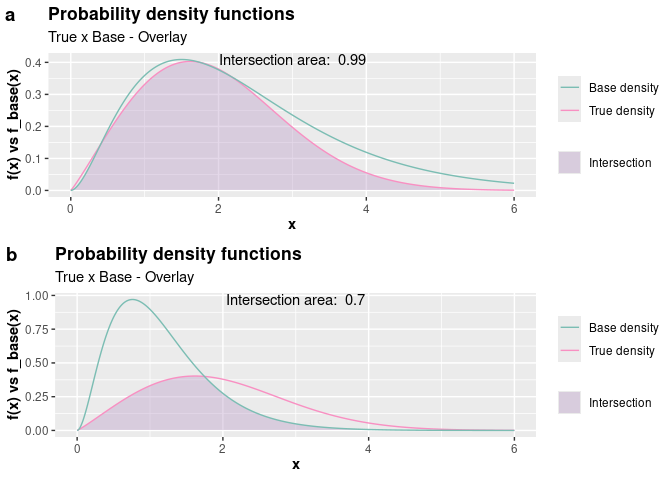 a
Probability density functions
True x Base - Overlay
Intersection area:  0.99
f(x) vs f_base(x)
0.4
0.3
0.2
0.1
0.0
0
2
4
6
x
Base density
True density
Intersection
b
Probability density functions
True x Base - Overlay
Intersection area:  0.7
f(x) vs f_base(x)
1.00
0.75
0.50
0.25
0.00
0
2
4
6
x
Base density
True density
Intersection